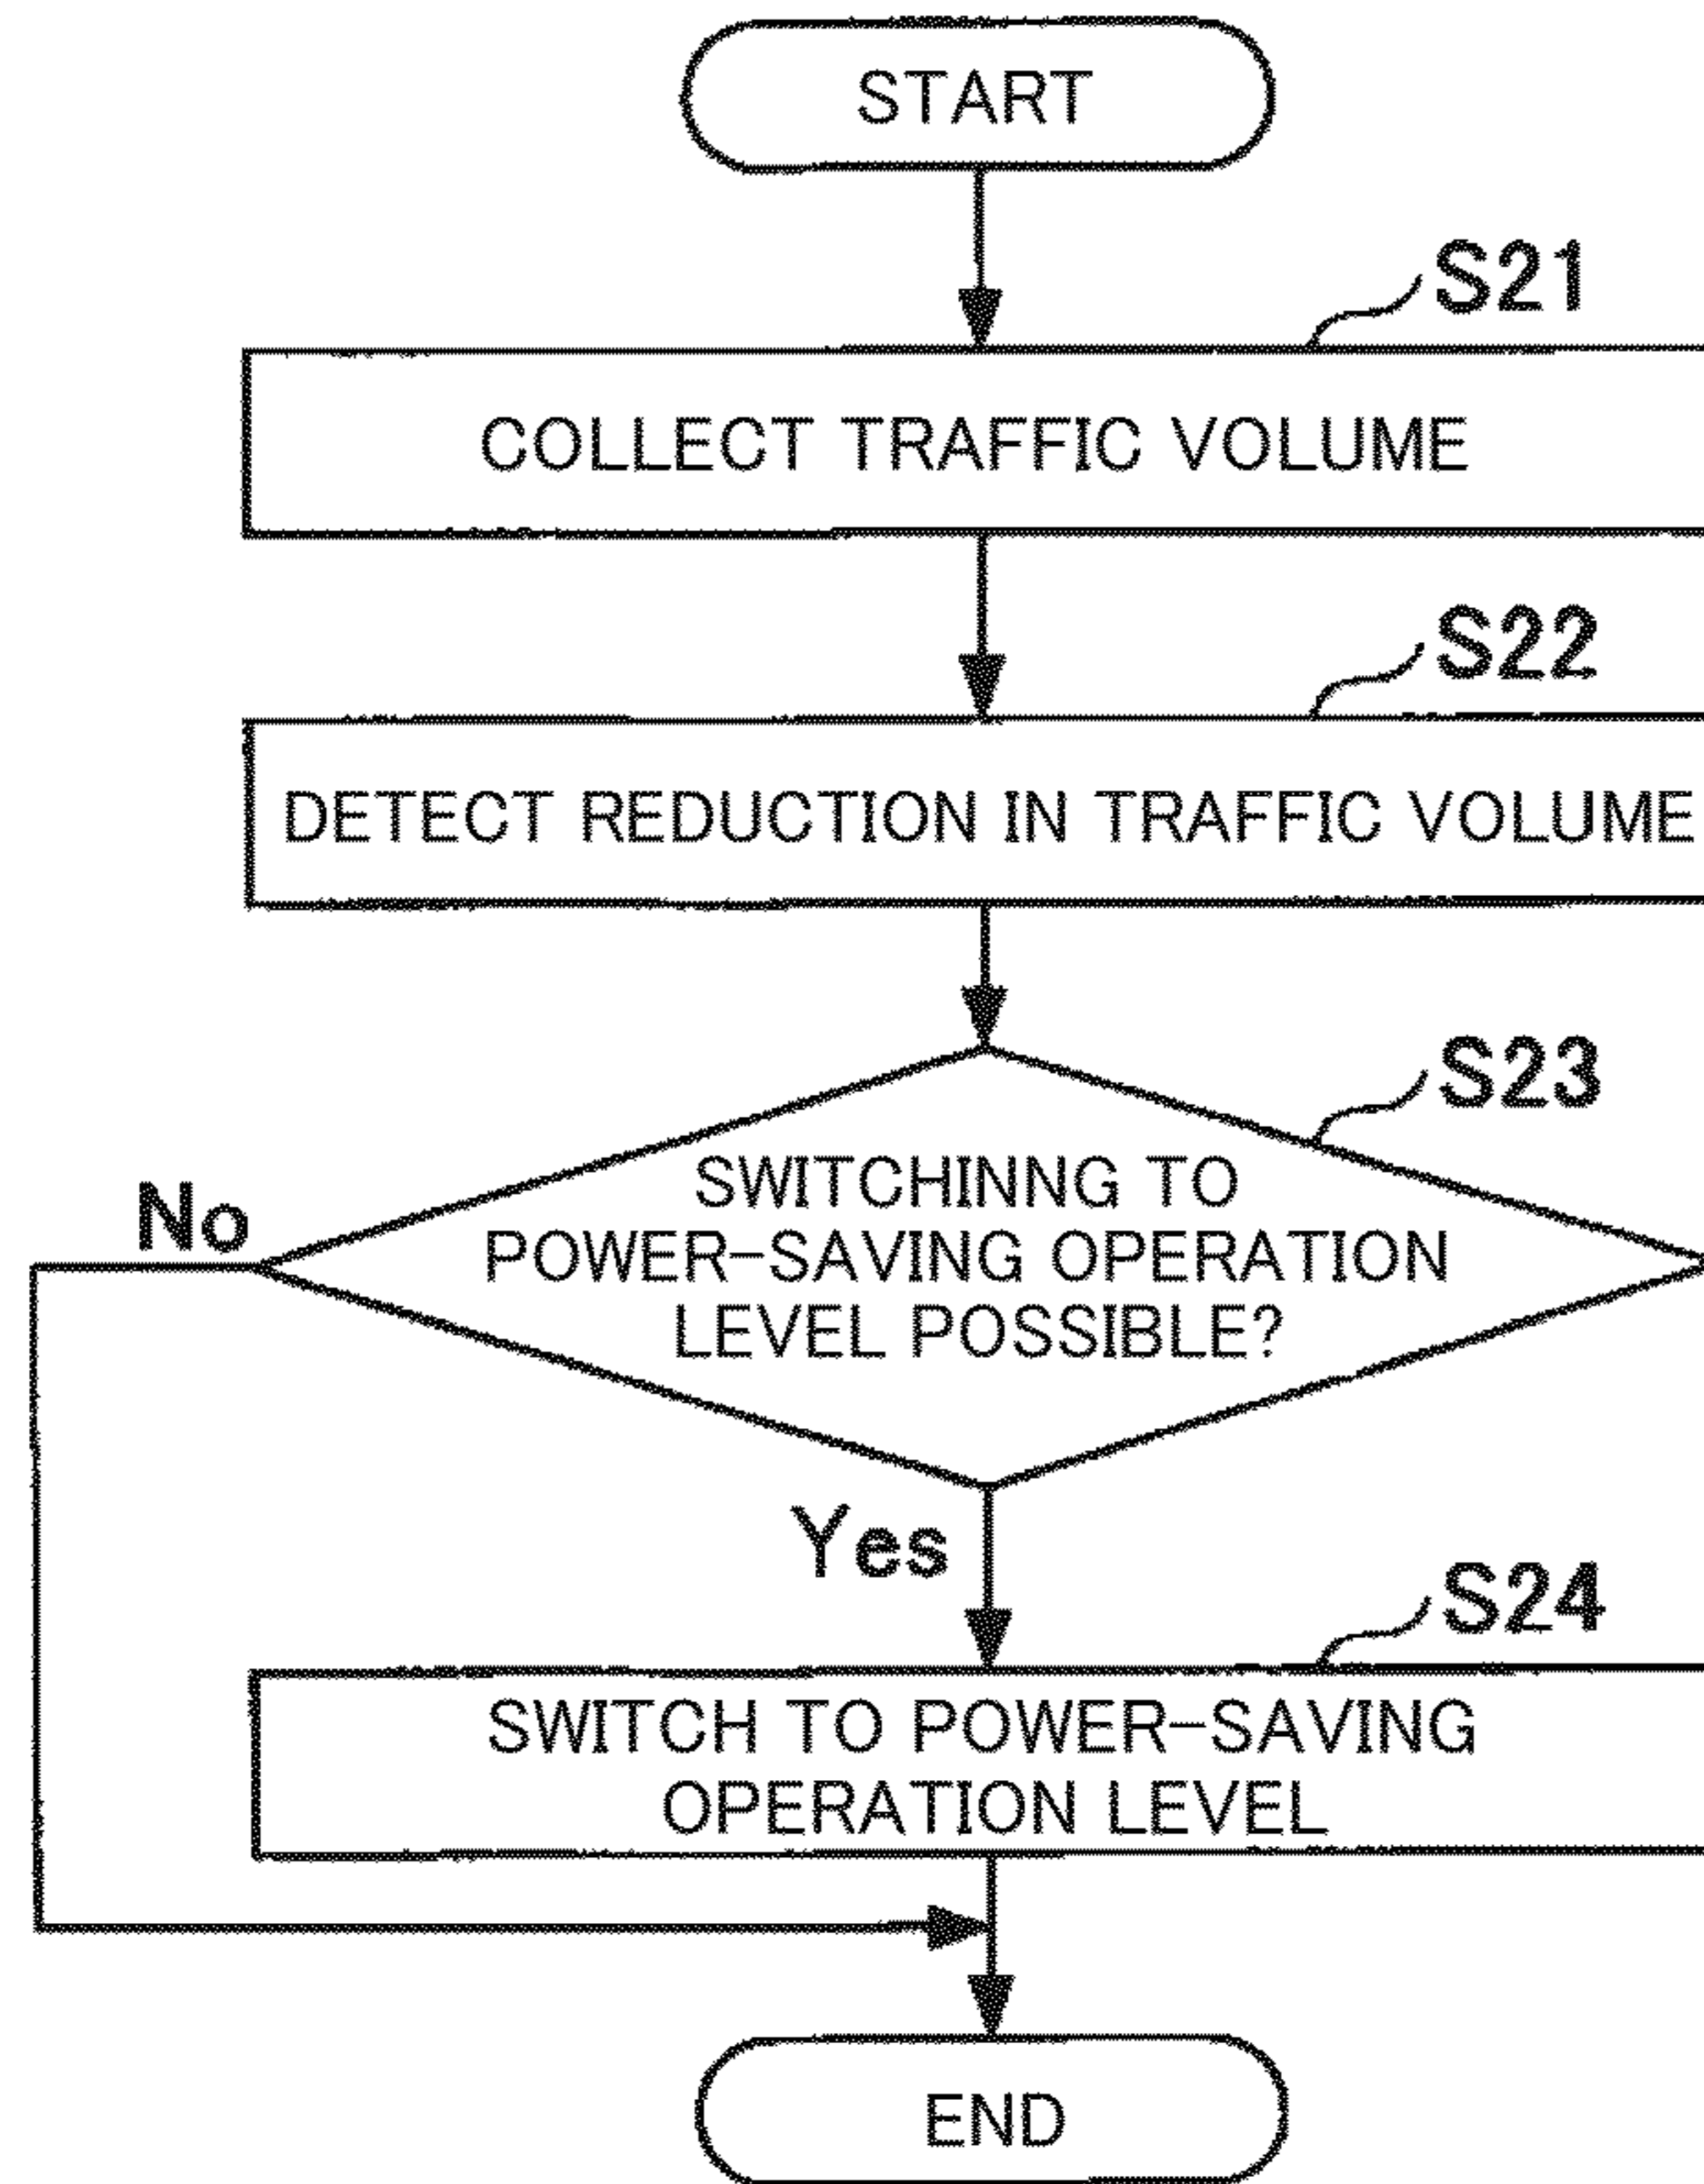 START
S21
COLLECT TRAFFIC VOLUME
S22
DETECT REDUCTION IN TRAFFIC VOLUME
S23
SWITCHINNG TO
POWER-SAVING OPERATION
LEVEL POSSIBLE?
No
Yes
S24
SWITCH TO POWER-SAVING
OPERATION LEVEL
END